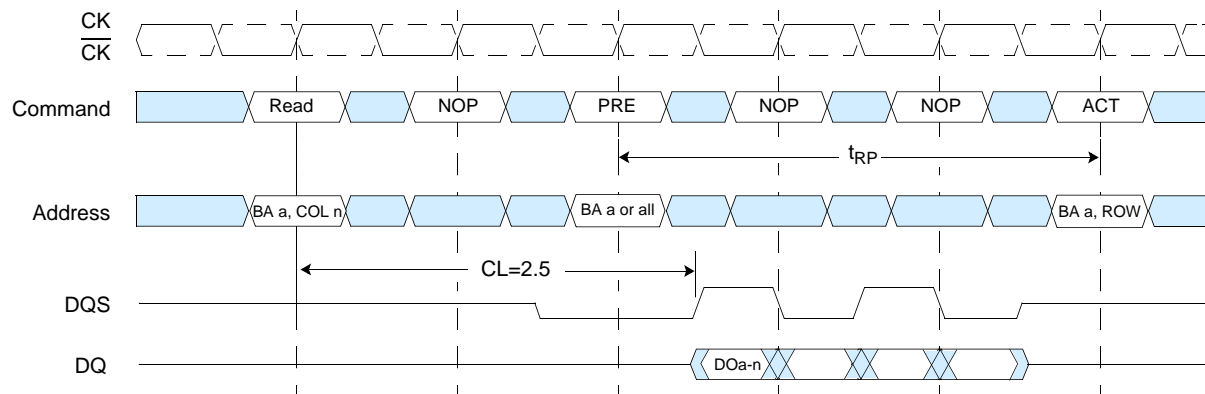 CK
CK
Command Read NOP PRE NOP NOP ACT
tRP
Address BA a, COL n BA a or all BA a, ROW
CL=2.5
DQS
DQ DOa-n